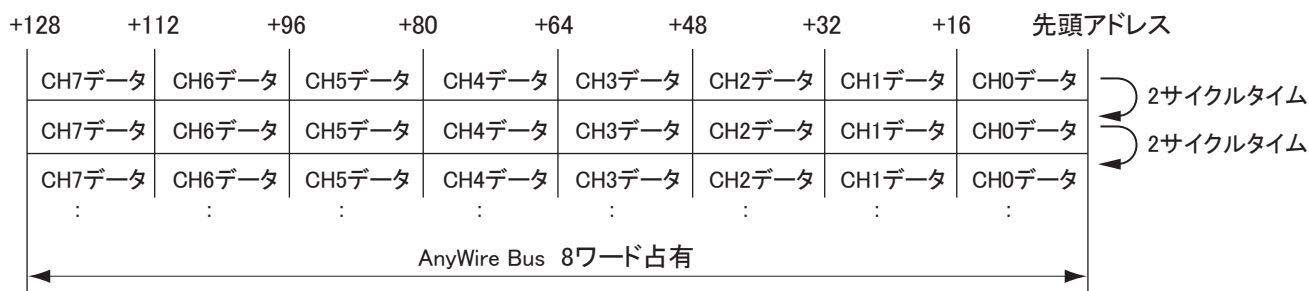 +128 +112 +96 +80 +64 +48 +32 +16 先頭アドレス
CH7データ CH6データ CH5データ CH4データ CH3データ CH2データ CH1データ CH0データ
2サイクルタイム
CH7データ CH6データ CH5データ CH4データ CH3データ CH2データ CH1データ CH0データ
2サイクルタイム
CH7データ CH6データ CH5データ CH4データ CH3データ CH2データ CH1データ CH0データ
: : : : : : : :
AnyWire Bus 8ワード占有